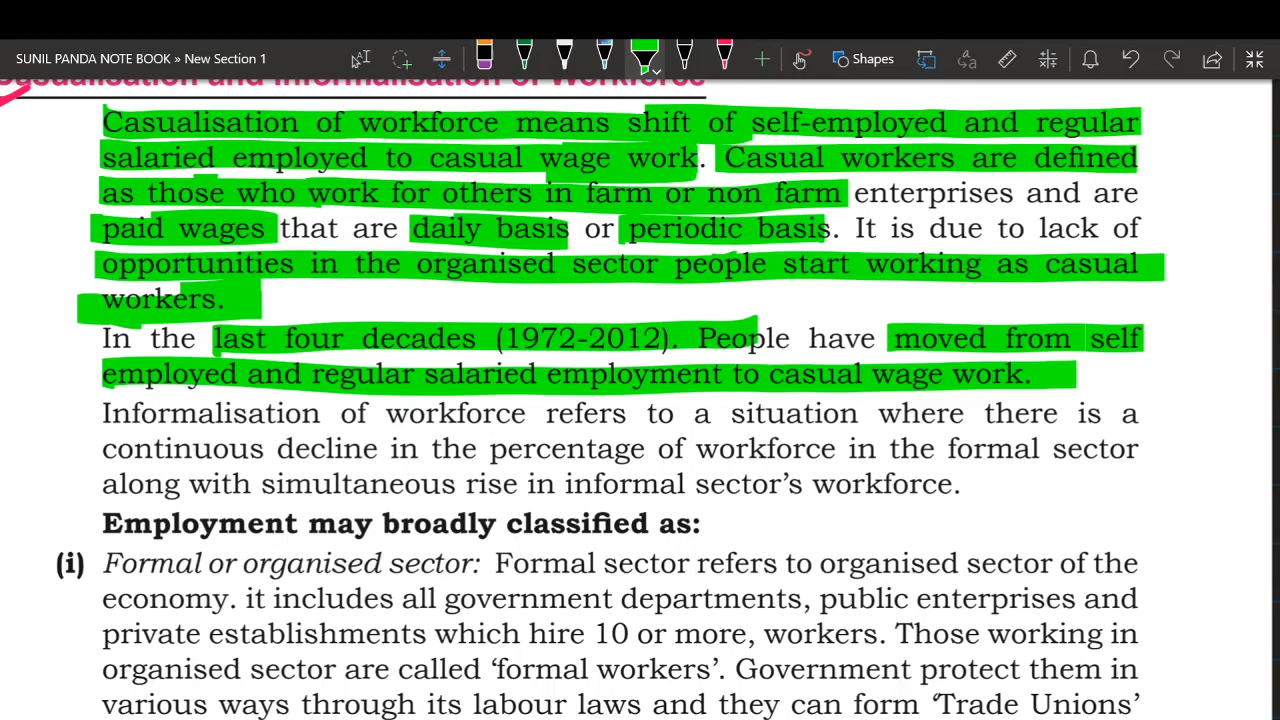 SUNIL PANDA NOTE BOOK » New Section 1
Shapes
Casualisation and Informalisation of Workforce
Casualisation of workforce means shift of self-employed and regular
salaried employed to casual wage work. Casual workers are defined
as those who work for others in farm or non farm enterprises and are
paid wages that are daily basis or periodic basis. It is due to lack of
opportunities in the organised sector people start working as casual
workers.
In the last four decades (1972-2012). People have moved from self
employed and regular salaried employment to casual wage work.
Informalisation of workforce refers to a situation where there is a
continuous decline in the percentage of workforce in the formal sector
along with simultaneous rise in informal sector's workforce.
Employment may broadly classified as:
(i) Formal or organised sector: Formal sector refers to organised sector of the
economy. it includes all government departments, public enterprises and
private establishments which hire 10 or more, workers. Those working in
organised sector are called ‘formal workers’. Government protect them in
various ways through its labour laws and they can form ‘Trade Unions’